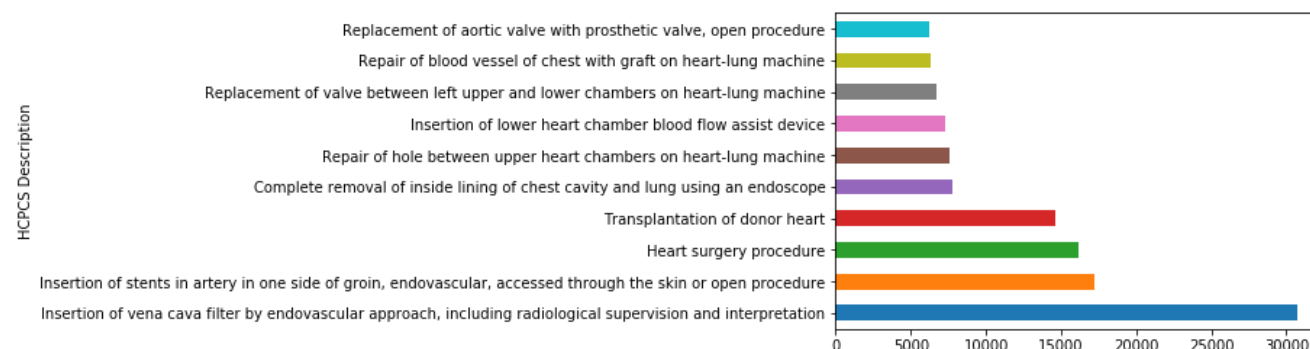 Replacement of aortic valve with prosthetic valve, open procedure
Repair of blood vessel of chest with graft on heart-lung machine
Replacement of valve between left upper and lower chambers on heart-lung machine
Insertion of lower heart chamber blood flow assist device
Repair of hole between upper heart chambers on heart-lung machine
Complete removal of inside lining of chest cavity and lung using an endoscope
Transplantation of donor heart
Heart surgery procedure
Insertion of stents in artery in one side of groin, endovascular, accessed through the skin or open procedure
Insertion of vena cava filter by endovascular approach, including radiological supervision and interpretation
HCPCS Description
0 5000 10000 15000 20000 25000 30000